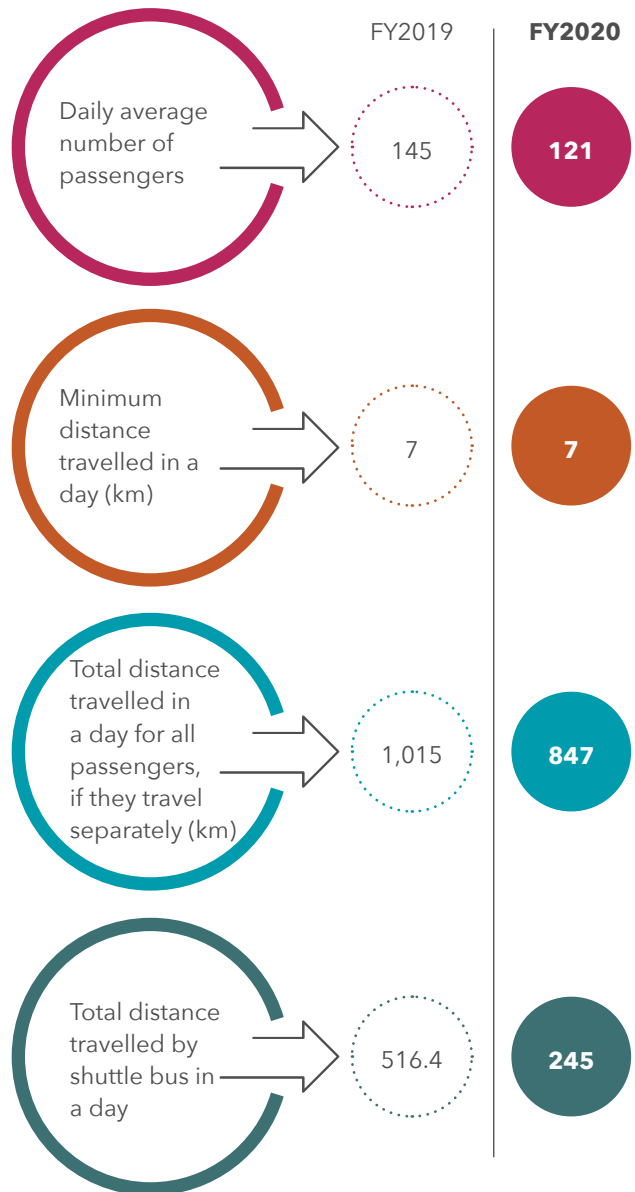 FY2019 FY2020
Daily average
number of
passengers
145 121
Minimum
distance
travelled in a
day (km)
7 7
Total distance
travelled in
a day for all
passengers,
if they travel
separately (km)
1,015 847
Total distance
travelled by
shuttle bus in
a day
516.4 245